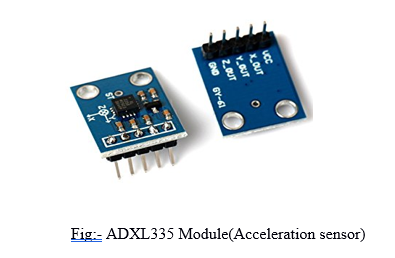 VCC
X_OUT
Y_OUT
Z_OUT
GND
GY-61
Fig:- ADXL335 Module(Acceleration sensor)